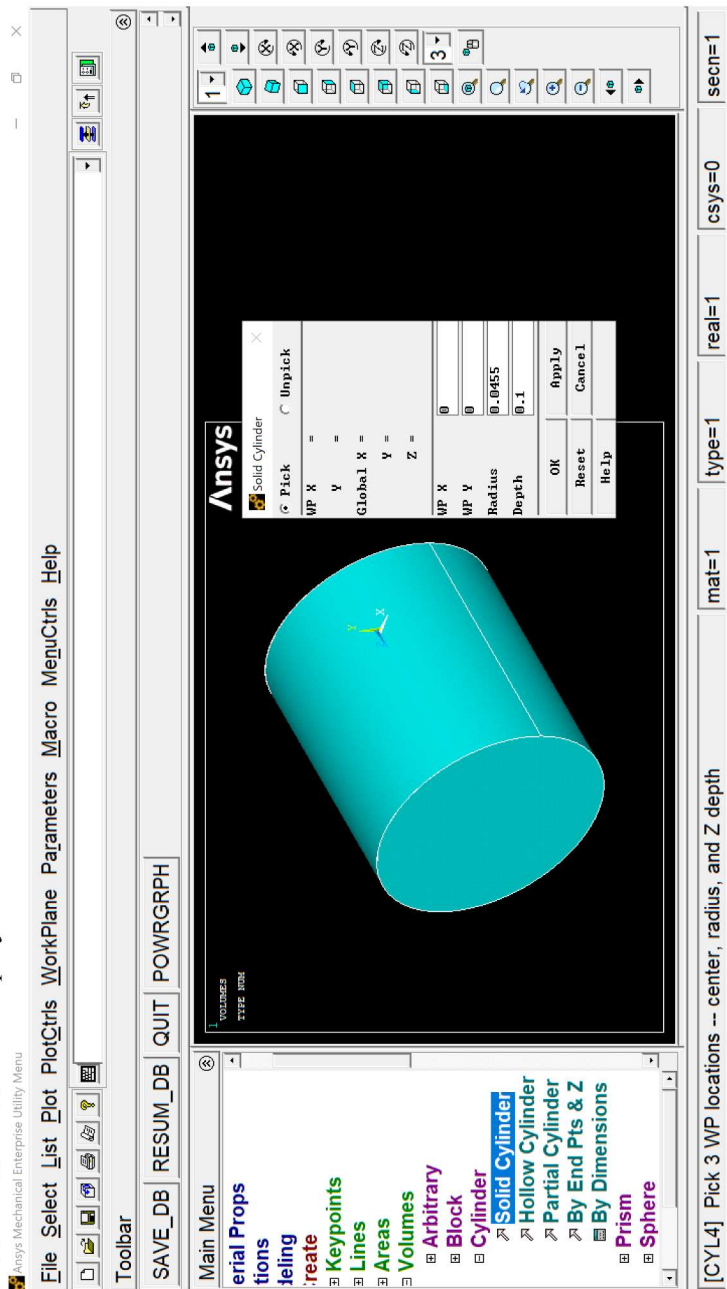 Ansys Mechanical Enterprise Utility Menu
File Select List Plot PlotCtrls WorkPlane Parameters Macro MenuCtrls Help
Toolbar
SAVE_DB RESUM_DB QUIT POWRGRPH
Main Menu
erial Props
tions
deling
reate
Keypoints
Lines
Areas
Volumes
Arbitrary
Block
Cylinder
Solid Cylinder
Hollow Cylinder
Partial Cylinder
By End Pts & Z
By Dimensions
Prism
Sphere
1
VOLUMES
TYPE NUM
Ansys
Y
X
Z
Solid Cylinder
Pick Unpick
WP X =
Y =
Global X =
Y =
Z =
WP X 0
WP Y 0
Radius 0.0455
Depth 0.1
OK Apply
Reset Cancel
Help
1
3
[CYL4] Pick 3 WP locations -- center, radius, and Z depth
mat=1 type=1 real=1 csys=0 secn=1